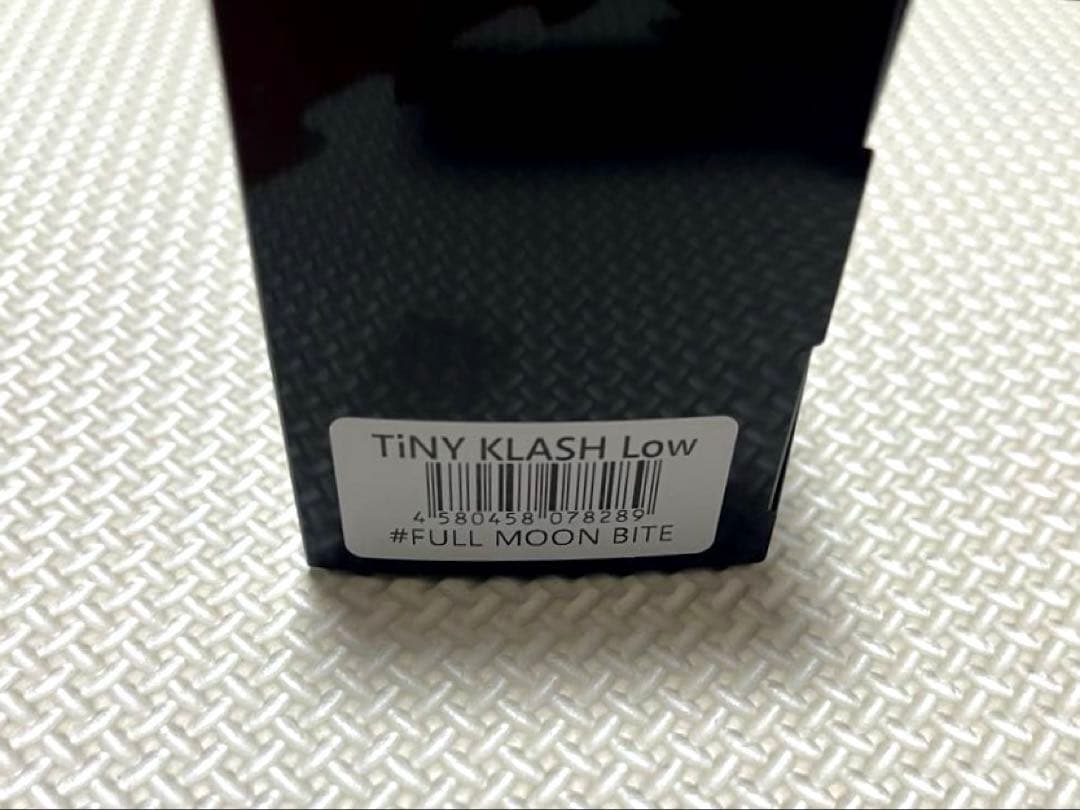 TiNY KLASH Low
4 580458 078289
#FULL MOON BITE